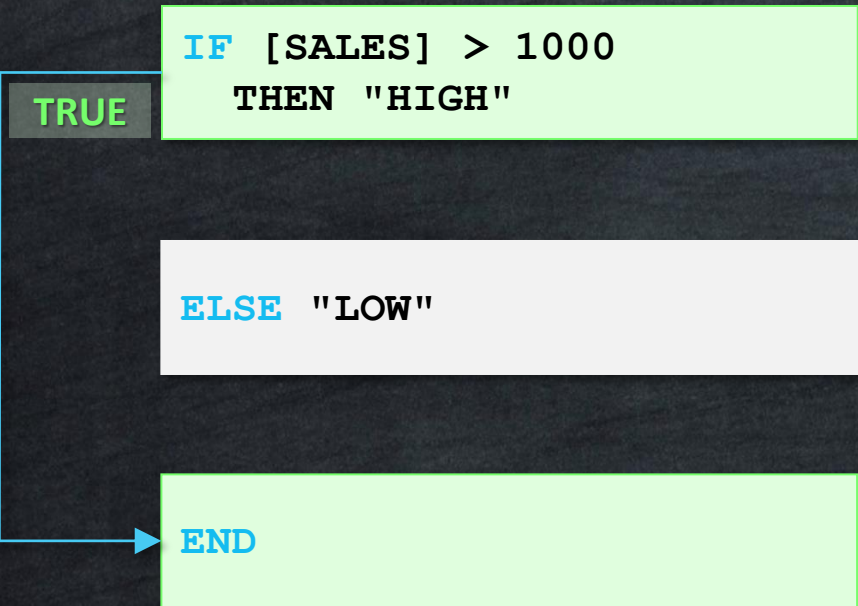 IF [SALES] > 1000
THEN "HIGH"
TRUE
ELSE "LOW"
END